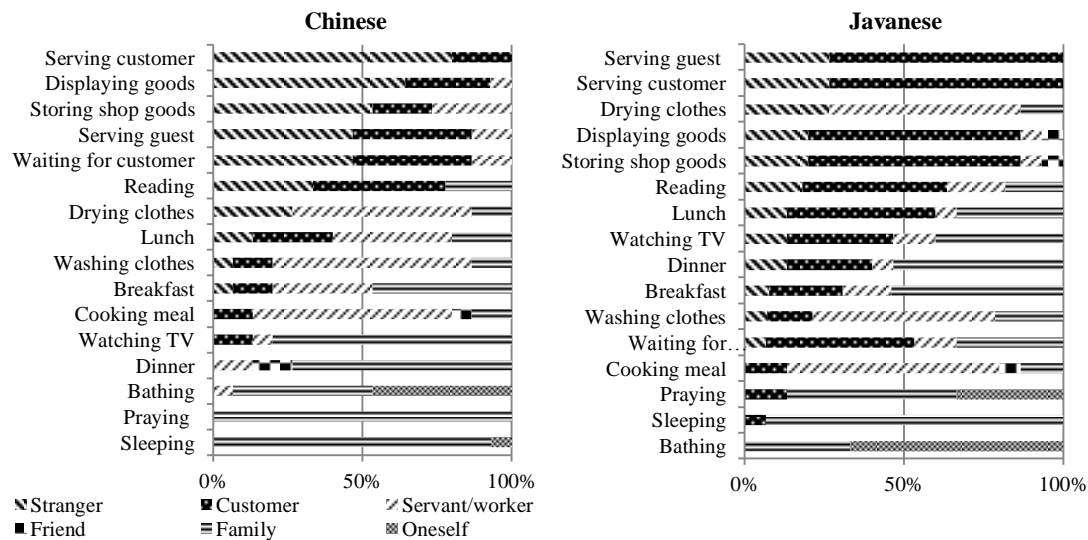 Chinese
Serving customer
Displaying goods
Storing shop goods
Serving guest
Waiting for customer
Reading
Drying clothes
Lunch
Washing clothes
Breakfast
Cooking meal
Watching TV
Dinner
Bathing
Praying
Sleeping
0% 50% 100%
Javanese
Serving guest
Serving customer
Drying clothes
Displaying goods
Storing shop goods
Reading
Lunch
Watching TV
Dinner
Breakfast
Washing clothes
Waiting for…
Cooking meal
Praying
Sleeping
Bathing
0% 50% 100%
Stranger Customer Servant/worker
Friend Family Oneself